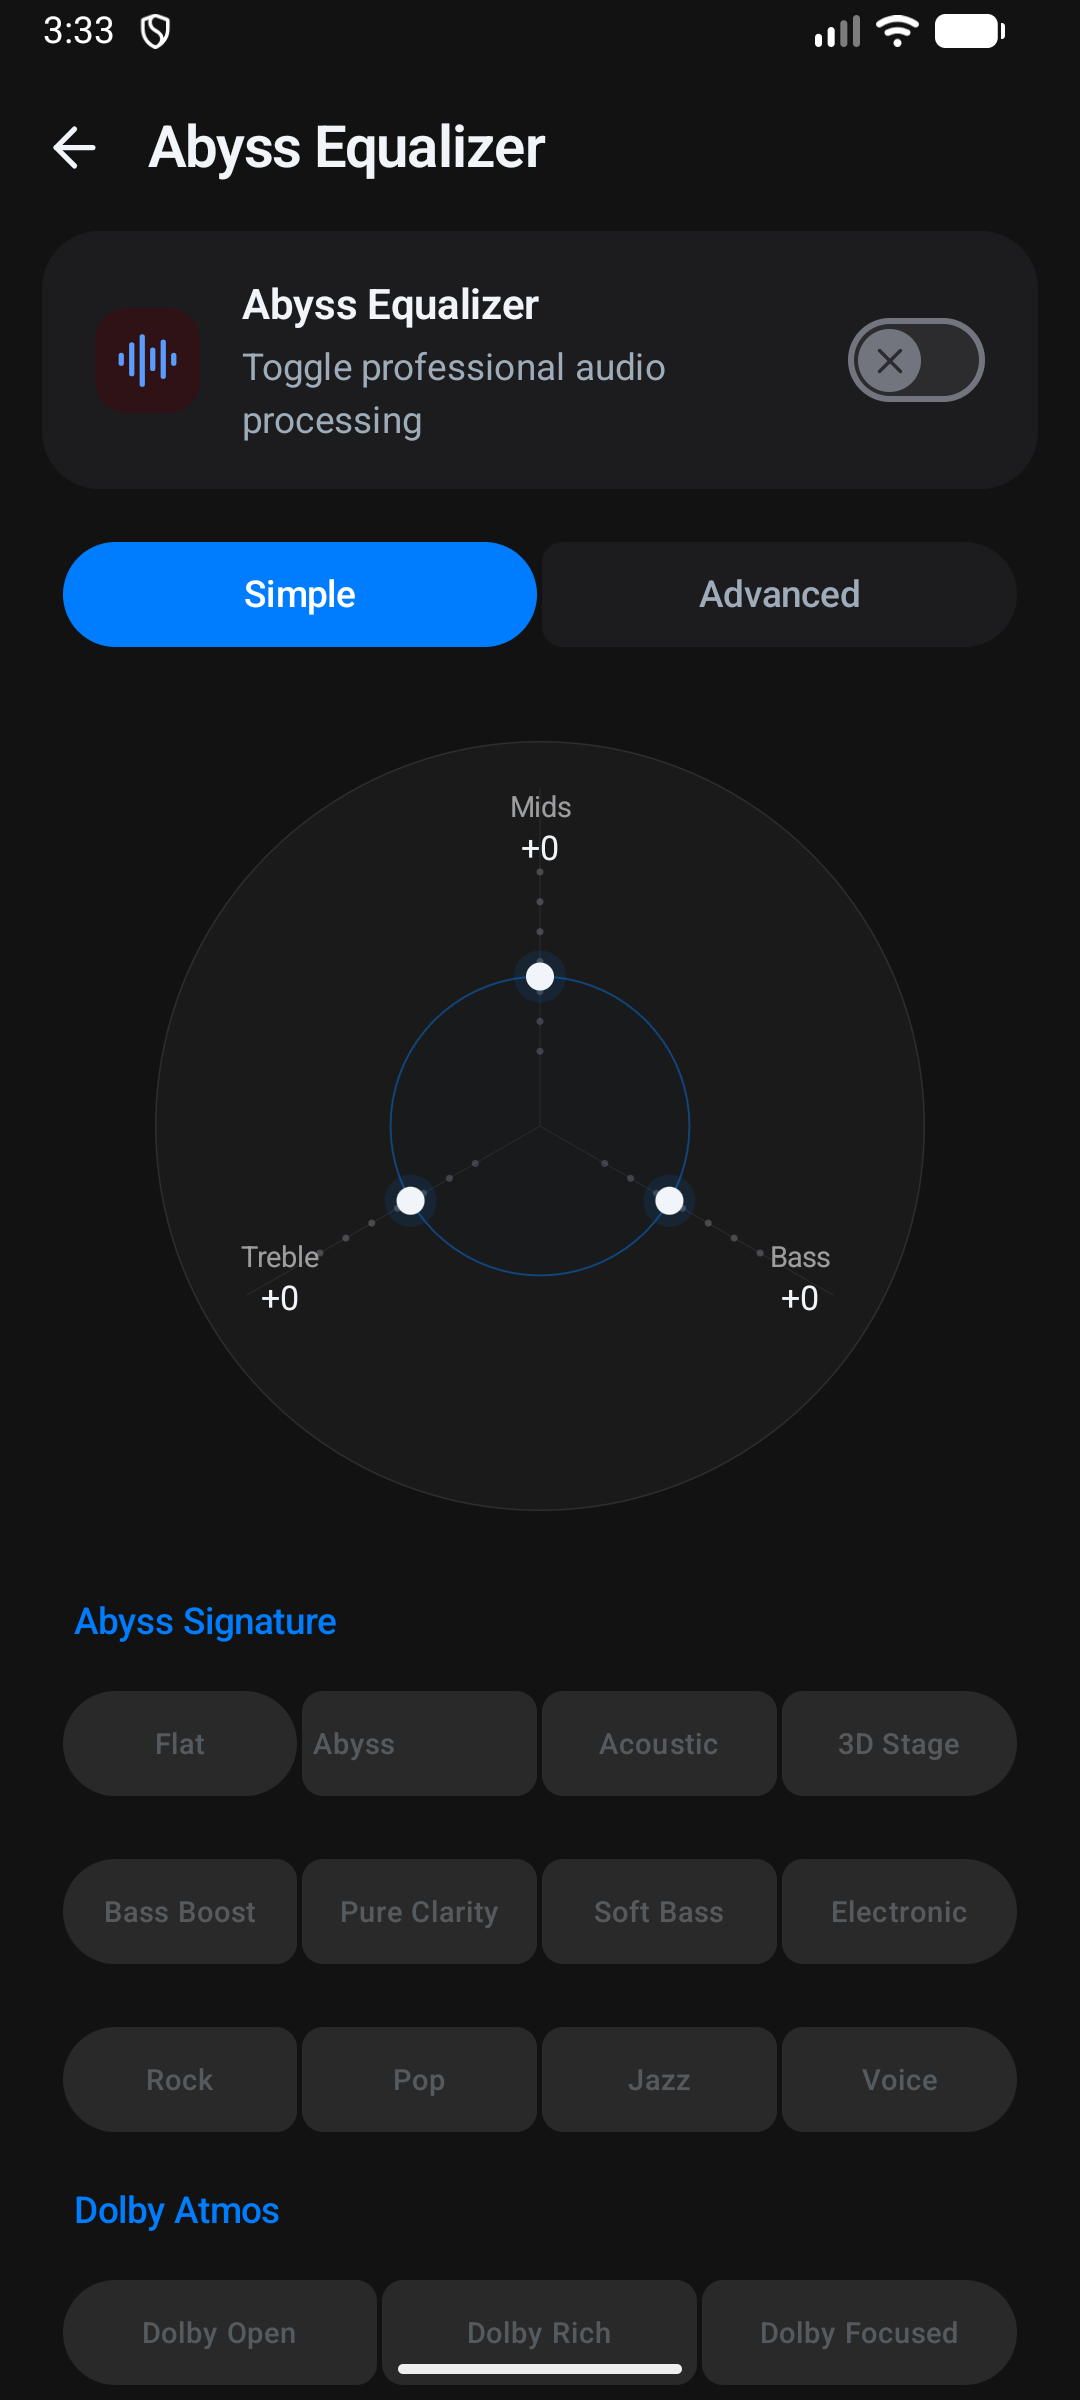 3:33
Abyss Equalizer
Abyss Equalizer
Toggle professional audio
processing
Simple
Advanced
Mids
+0
Treble
+0
Bass
+0
Abyss Signature
Flat
Abyss
Acoustic
3D Stage
Bass Boost
Pure Clarity
Soft Bass
Electronic
Rock
Pop
Jazz
Voice
Dolby Atmos
Dolby Open
Dolby Rich
Dolby Focused